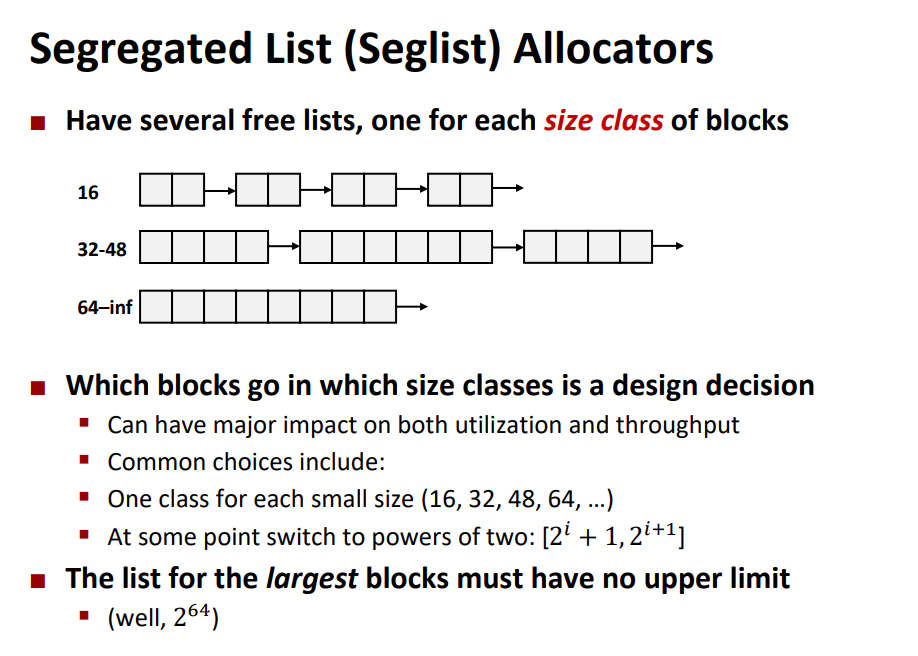 Segregated List (Seglist) Allocators
■ Have several free lists, one for each size class of blocks
16
32-48
64–inf
■ Which blocks go in which size classes is a design decision
▪ Can have major impact on both utilization and throughput
▪ Common choices include:
▪ One class for each small size (16, 32, 48, 64, …)
▪ At some point switch to powers of two: [2^i + 1, 2^{i+1}]
■ The list for the largest blocks must have no upper limit
▪ (well, 2^{64})